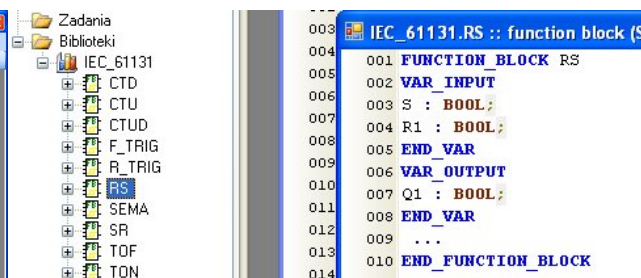 Zadania
Biblioteki
IEC_61131
CTD
CTU
CTUD
F_TRIG
R_TRIG
RS
SEMA
SR
TOF
TON
003
004
005
006
007
008
009
010
011
012
013
014
IEC_61131.RS :: function block (S
001 FUNCTION_BLOCK RS
002 VAR_INPUT
003 S : BOOL;
004 R1 : BOOL;
005 END_VAR
006 VAR_OUTPUT
007 Q1 : BOOL;
008 END_VAR
009 ...
010 END_FUNCTION_BLOCK